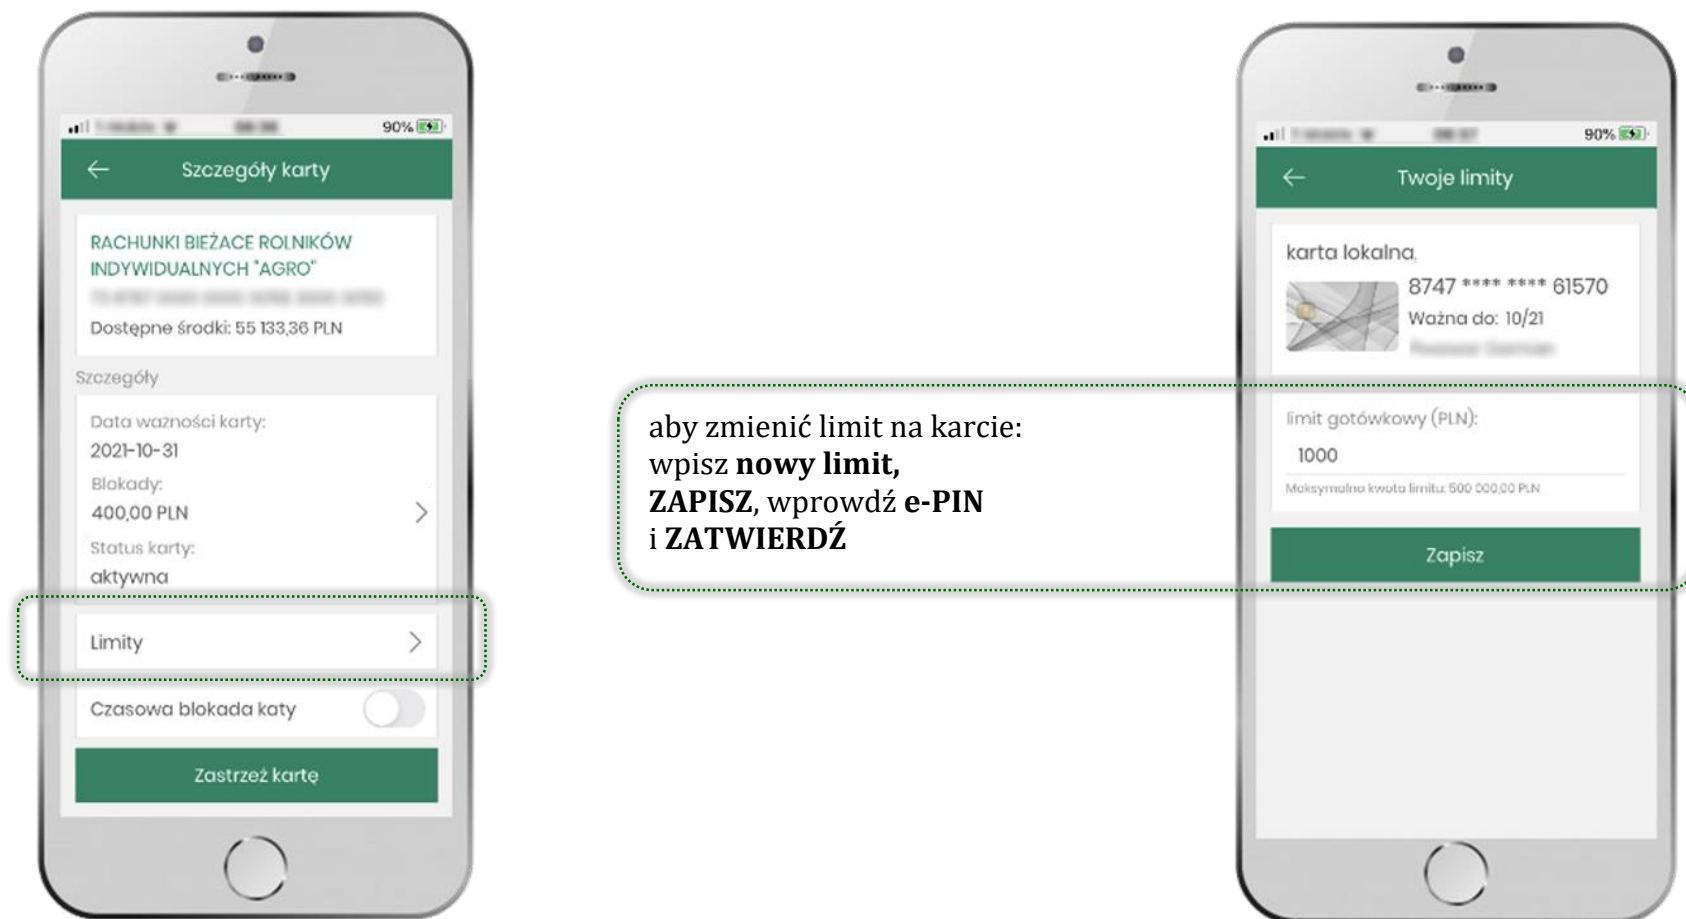 90%
Szczegóły karty
RACHUNKI BIEŻACE ROLNIKÓW
INDYWIDUALNYCH "AGRO"
Dostępne środki: 55 133,36 PLN
Szczegóły
Data ważności karty:
2021-10-31
Blokady:
400,00 PLN
Status karty:
aktywna
Limity
Czasowa blokada katy
Zastrzeż kartę
aby zmienić limit na karcie:
wpisz nowy limit,
ZAPISZ, wprowdź e-PIN
i ZATWIERDŹ
90%
Twoje limity
karta lokalna,
8747 **** **** 61570
Ważna do: 10/21
limit gotówkowy (PLN):
1000
Maksymalna kwota limitu: 500 000,00 PLN
Zapisz